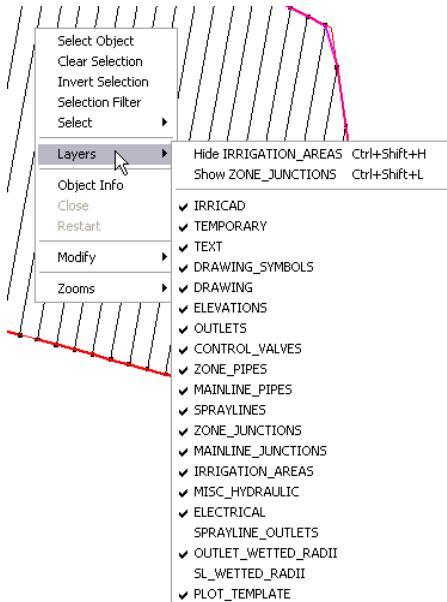 Select Object
Clear Selection
Invert Selection
Selection Filter
Select
Layers
Object Info
Close
Restart
Modify
Zooms
Hide IRRIGATION_AREAS Ctrl+Shift+H
Show ZONE_JUNCTIONS Ctrl+Shift+L
IRRICAD
TEMPORARY
TEXT
DRAWING_SYMBOLS
DRAWING
ELEVATIONS
OUTLETS
CONTROL_VALVES
ZONE_PIPES
MAINLINE_PIPES
SPRAYLINES
ZONE_JUNCTIONS
MAINLINE_JUNCTIONS
IRRIGATION_AREAS
MISC_HYDRAULIC
ELECTRICAL
SPRAYLINE_OUTLETS
OUTLET_WETTED_RADII
SL_WETTED_RADII
PLOT_TEMPLATE